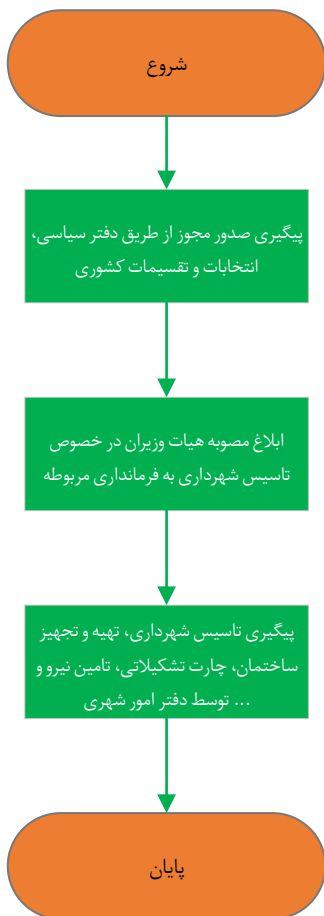 شروع
پیگیری صدور مجوز از طریق دفتر سیاسی،
انتخابات و تقسیمات کشوری
ابلاغ مصوبه هیات وزیران در خصوص
تاسیس شهرداری به فرمانداری مربوطه
پیگیری تاسیس شهرداری، تهیه و تجهیز
ساختمان، چارت تشکیلاتی، تامین نیرو و
... توسط دفتر امور شهری
پایان